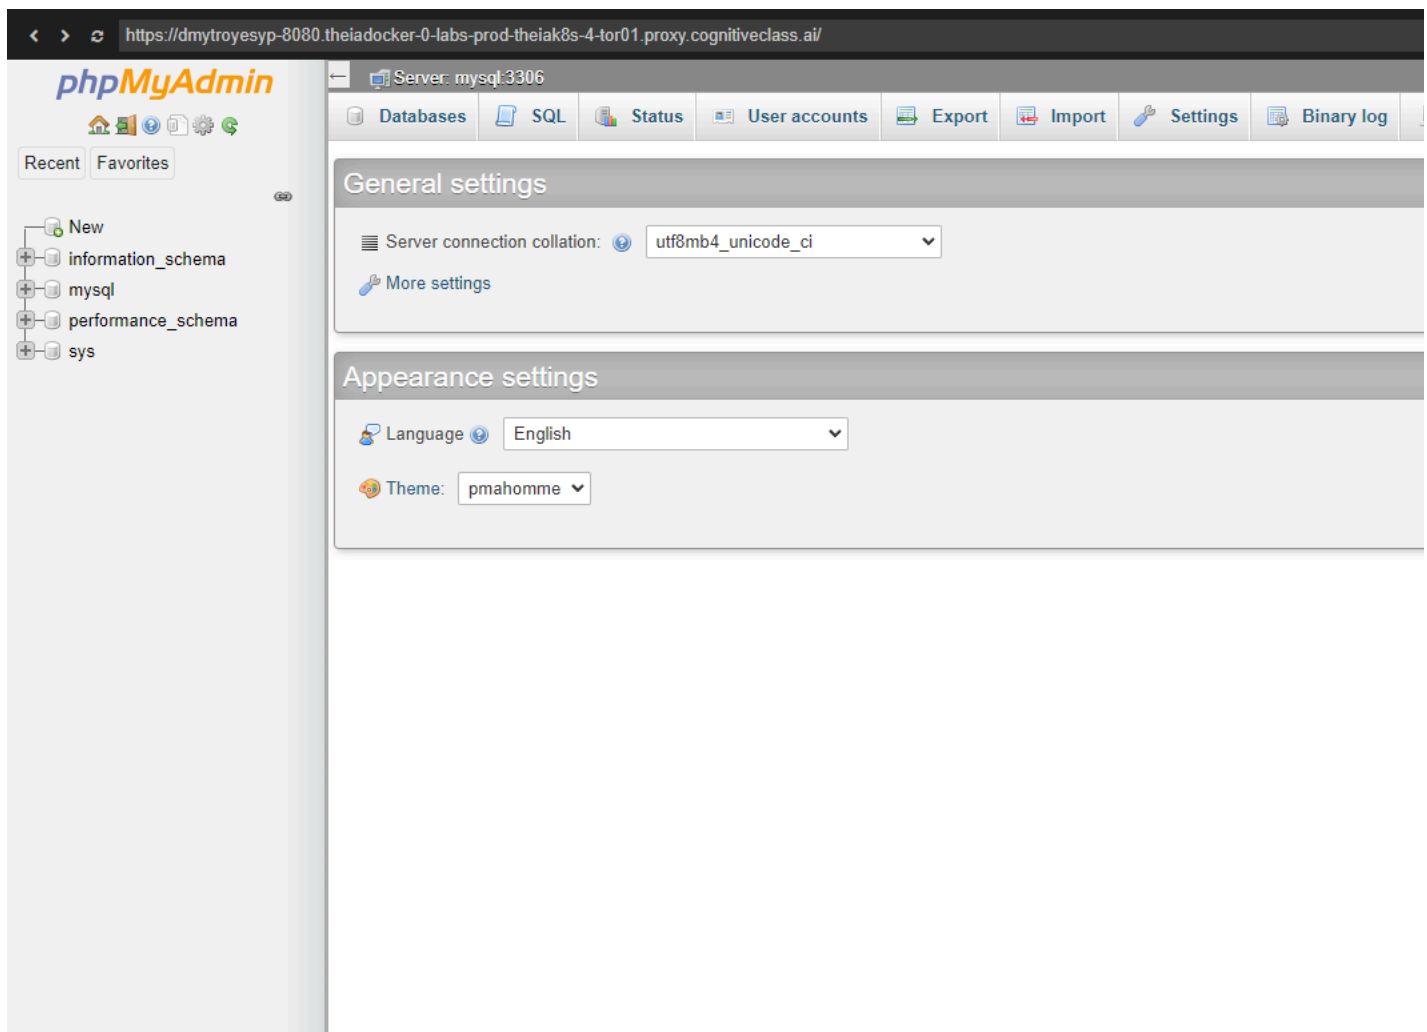 https://dmytroyesyp-8080.theiadocker-0-labs-prod-theiak8s-4-tor01.proxy.cognitiveclass.ai/
phpMyAdmin
Recent Favorites
New
information_schema
mysql
performance_schema
sys
Server: mysql:3306
Databases SQL Status User accounts Export Import Settings Binary log
General settings
Server connection collation: utf8mb4_unicode_ci
More settings
Appearance settings
Language English
Theme: pmahomme